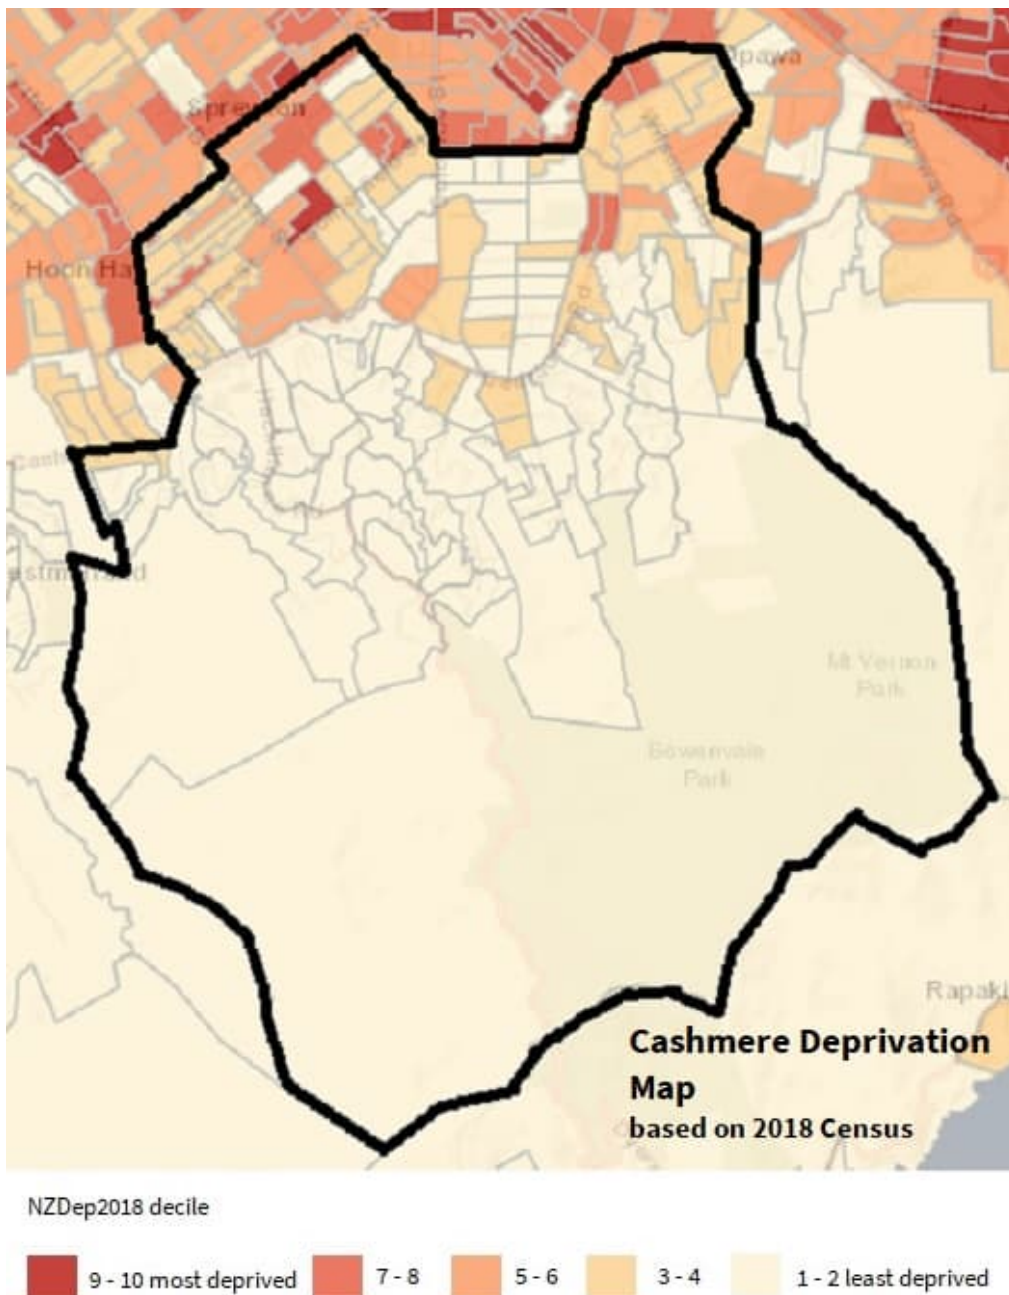 Opawa
Spreydon
Hoon Ha
Mt Vernon
Park
Bowenvale
Park
Rapaki
Cashmere Deprivation
Map
based on 2018 Census
NZDep2018 decile
9 - 10 most deprived
7 - 8
5 - 6
3 - 4
1 - 2 least deprived